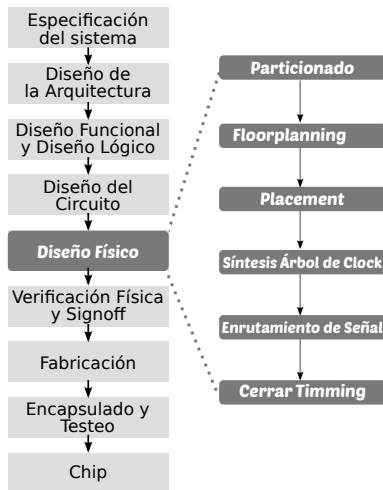 Especificación
del sistema
Diseño de
la Arquitectura
Diseño Funcional
y Diseño Lógico
Diseño del
Circuito
Diseño Físico
Verificación Física
y Signoff
Fabricación
Encapsulado y
Testeo
Chip
Particionado
Floorplanning
Placement
Síntesis Árbol de Clock
Enrutamiento de Señal
Cerrar Timming